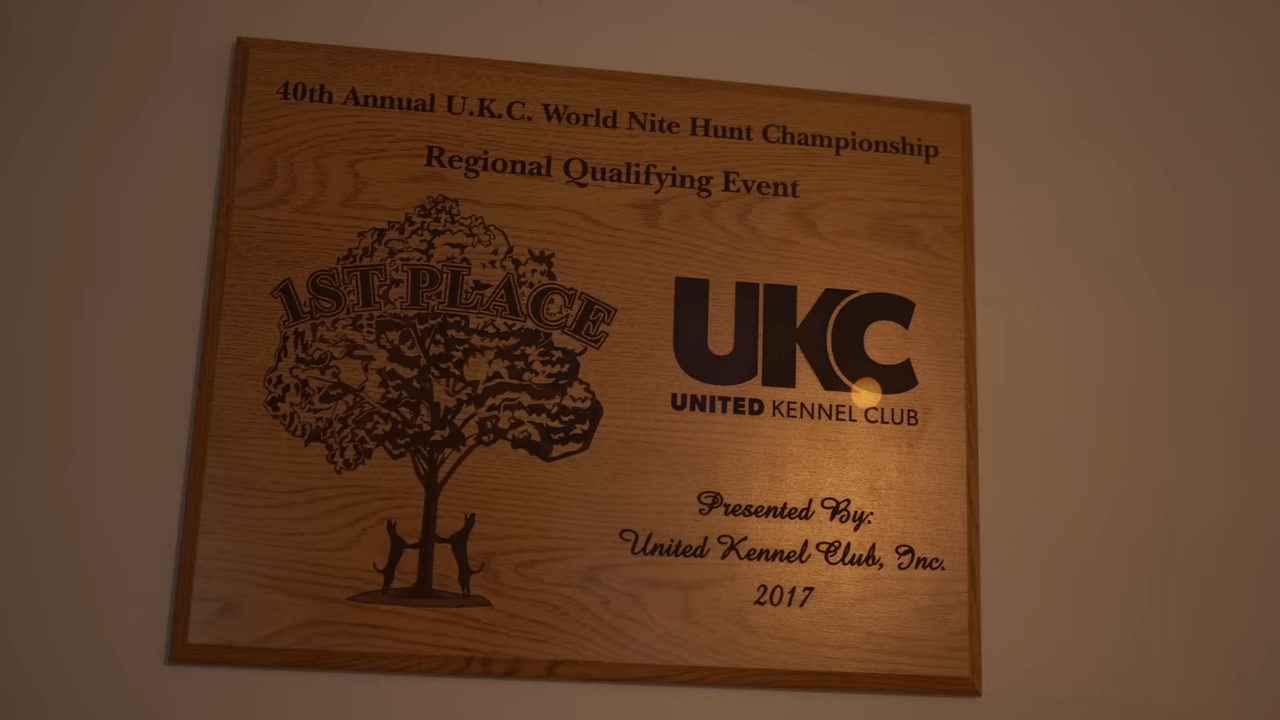 40th Annual U.K.C. World Nite Hunt Championship
Regional Qualifying Event
1ST PLACE
UKC
UNITED KENNEL CLUB
Presented By:
United Kennel Club, Inc.
2017